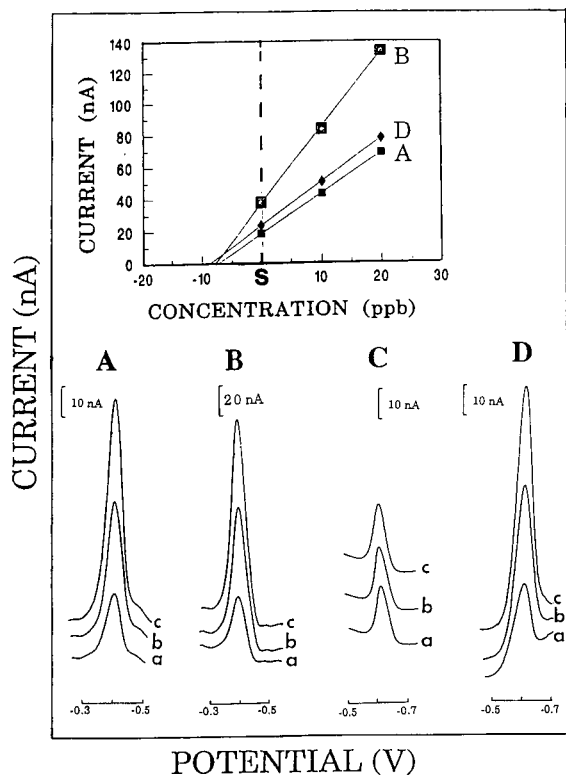 CURRENT (nA)
140
120
100
80
60
40
20
0
B
D
A
-20
-10
S
10
20
30
CONCENTRATION (ppb)
CURRENT (nA)
A
B
C
D
10 nA
20 nA
10 nA
10 nA
c
b
a
c
b
a
c
b
a
c
b
a
-0.3
-0.5
-0.3
-0.5
-0.5
-0.7
-0.5
-0.7
POTENTIAL (V)